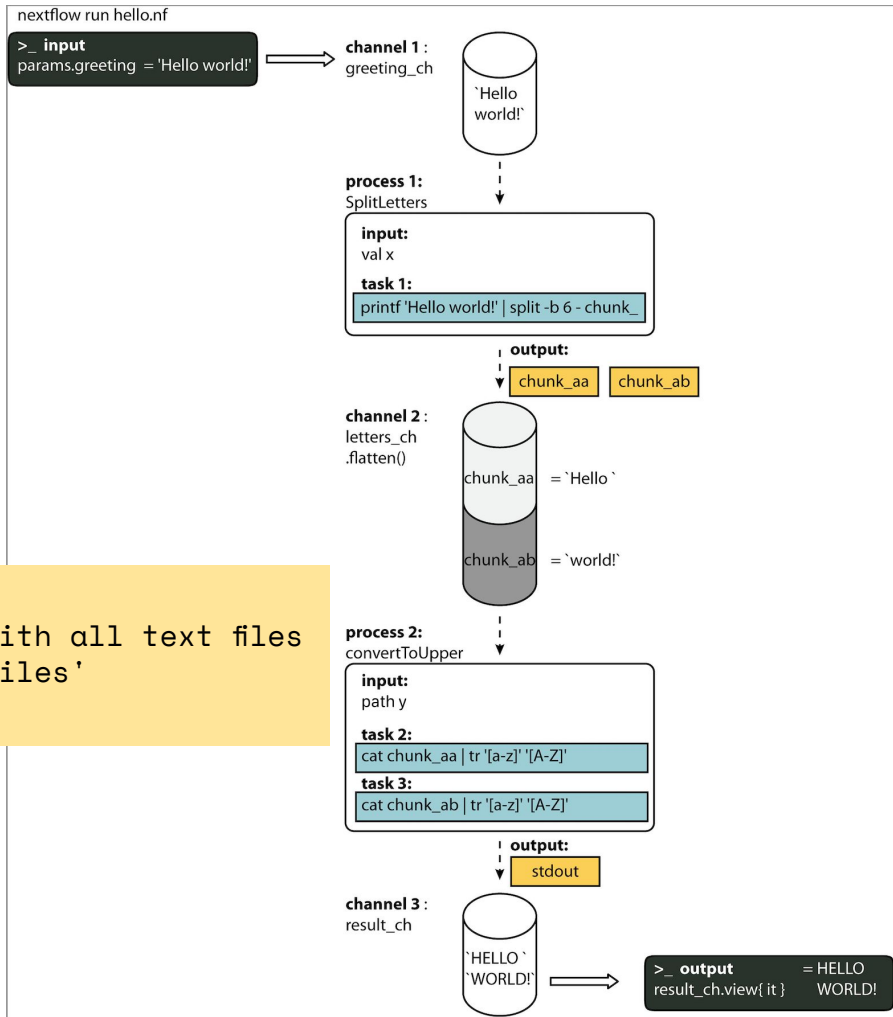 nextflow run hello.nf
>_ input
params.greeting = 'Hello world!'
channel 1 :
greeting_ch
`Hello
world!`
process 1:
SplitLetters
input:
val x
task 1:
printf 'Hello world!' | split -b 6 - chunk_
output:
chunk_aa
chunk_ab
channel 2 :
letters_ch
.flatten()
chunk_aa = `Hello `
chunk_ab = `world!`
ith all text files
iles'
process 2:
convertToUpper
input:
path y
task 2:
cat chunk_aa | tr '[a-z]' '[A-Z]'
task 3:
cat chunk_ab | tr '[a-z]' '[A-Z]'
output:
stdout
channel 3 :
result_ch
`HELLO `
`WORLD!`
>_ output = HELLO
result_ch.view{ it } WORLD!